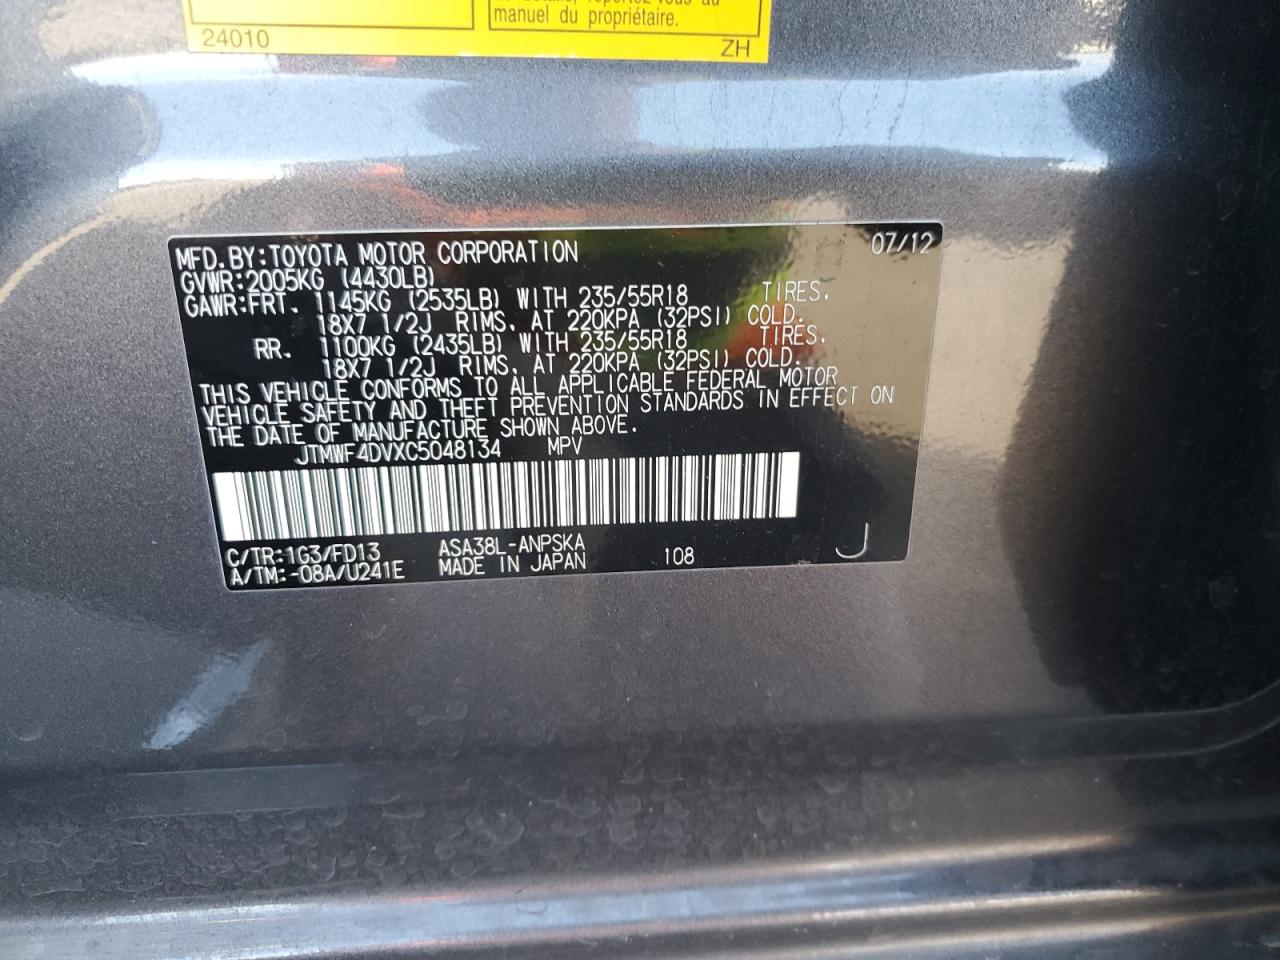 manuel du propriétaire.
24010 ZH
MFD.BY:TOYOTA MOTOR CORPORATION 07/12
GVWR:2005KG (4430LB)
GAWR:FRT. 1145KG (2535LB) WITH 235/55R18 TIRES.
18X7 1/2J RIMS. AT 220KPA (32PSI) COLD.
RR. 1100KG (2435LB) WITH 235/55R18 TIRES.
18X7 1/2J RIMS. AT 220KPA (32PSI) COLD.
THIS VEHICLE CONFORMS TO ALL APPLICABLE FEDERAL MOTOR
VEHICLE SAFETY AND THEFT PREVENTION STANDARDS IN EFFECT ON
THE DATE OF MANUFACTURE SHOWN ABOVE.
JTMWF4DVXC5048134 MPV
C/TR:1G3/FD13 ASA38L-ANPSKA 108 J
A/TM:-08A/U241E MADE IN JAPAN